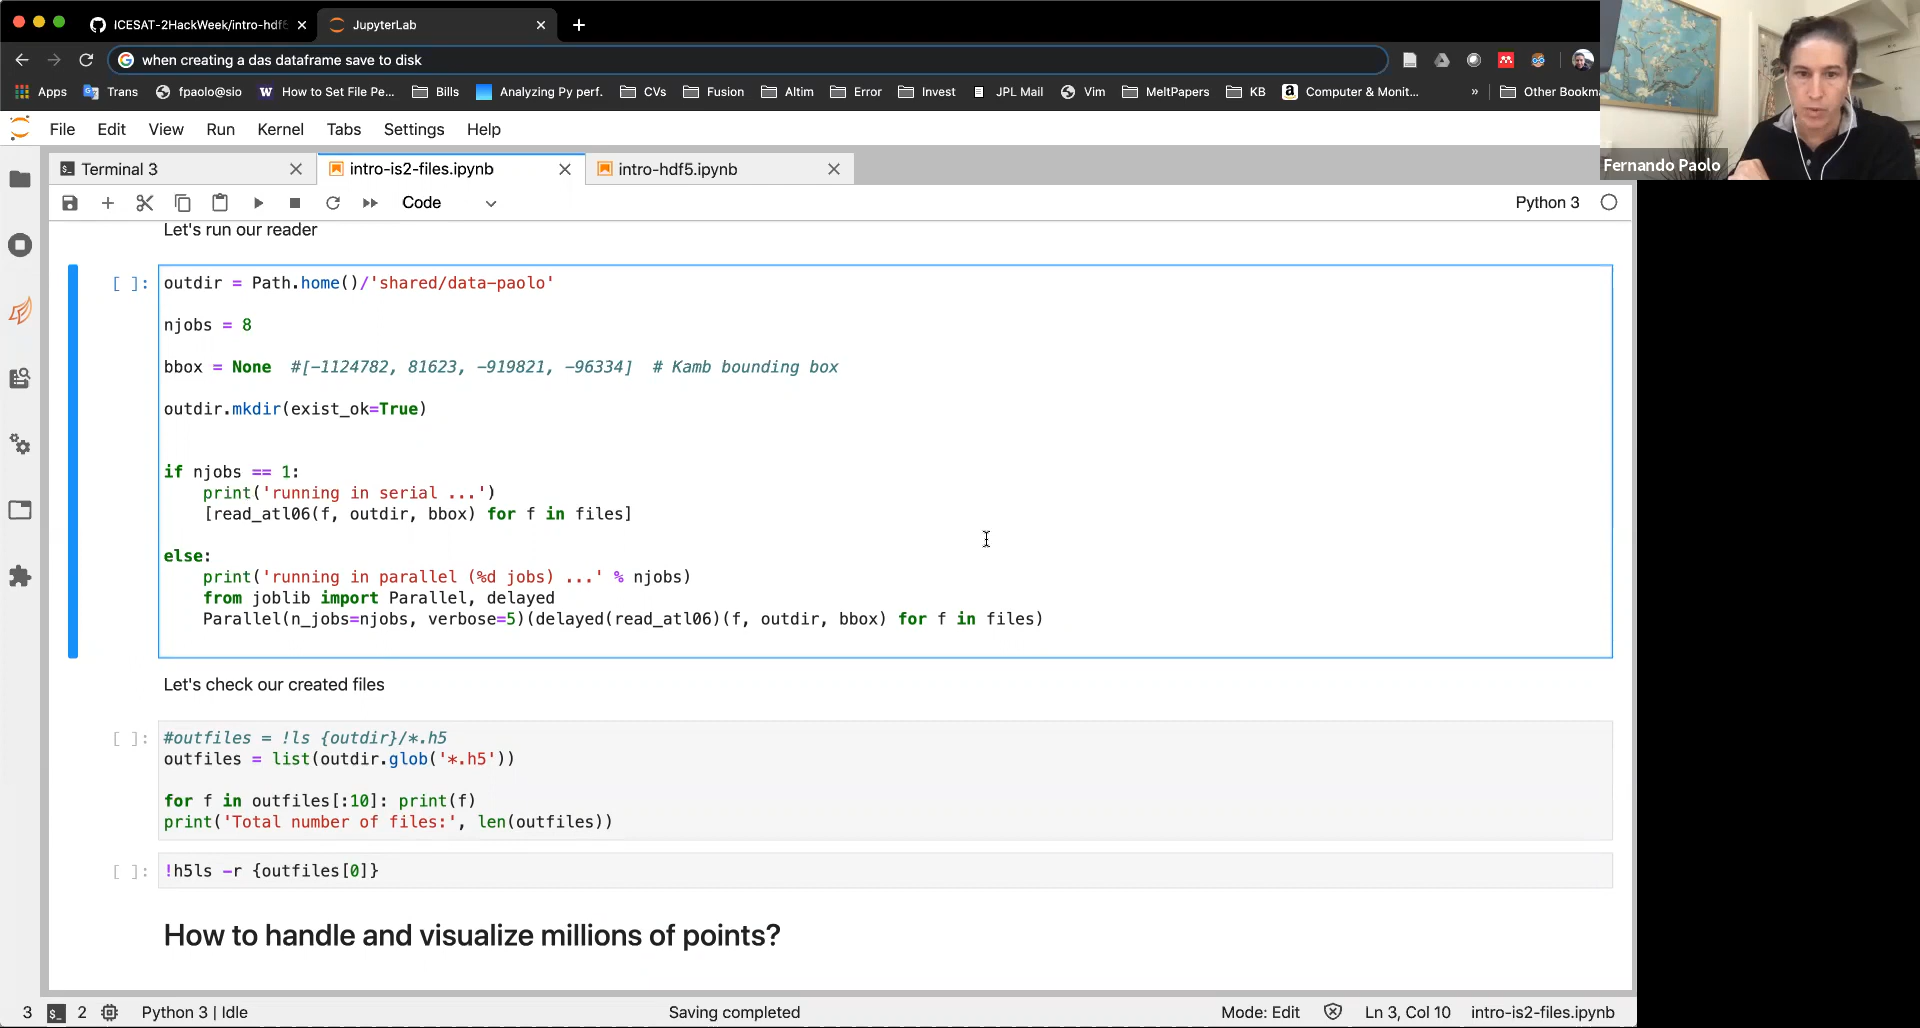 ICESAT-2HackWeek/intro-hdf5
JupyterLab
when creating a das dataframe save to disk
Apps
Trans
fpaolo@sio
How to Set File Pe...
Bills
Analyzing Py perf.
CVs
Fusion
Altim
Error
Invest
JPL Mail
Vim
MeltPapers
KB
Computer & Monit...
»
Other Bookma
Fernando Paolo
File Edit View Run Kernel Tabs Settings Help
Terminal 3
intro-is2-files.ipynb
intro-hdf5.ipynb
Code
Python 3
Let's run our reader
[ ]:
outdir = Path.home()/'shared/data-paolo'
njobs = 8
bbox = None  #[-1124782, 81623, -919821, -96334]  # Kamb bounding box
outdir.mkdir(exist_ok=True)
if njobs == 1:
    print('running in serial ...')
    [read_atl06(f, outdir, bbox) for f in files]
else:
    print('running in parallel (%d jobs) ...' % njobs)
    from joblib import Parallel, delayed
    Parallel(n_jobs=njobs, verbose=5)(delayed(read_atl06)(f, outdir, bbox) for f in files)
Let's check our created files
[ ]:
#outfiles = !ls {outdir}/*.h5
outfiles = list(outdir.glob('*.h5'))
for f in outfiles[:10]: print(f)
print('Total number of files:', len(outfiles))
[ ]:
!h5ls -r {outfiles[0]}
How to handle and visualize millions of points?
3
2
Python 3 | Idle
Saving completed
Mode: Edit
Ln 3, Col 10
intro-is2-files.ipynb